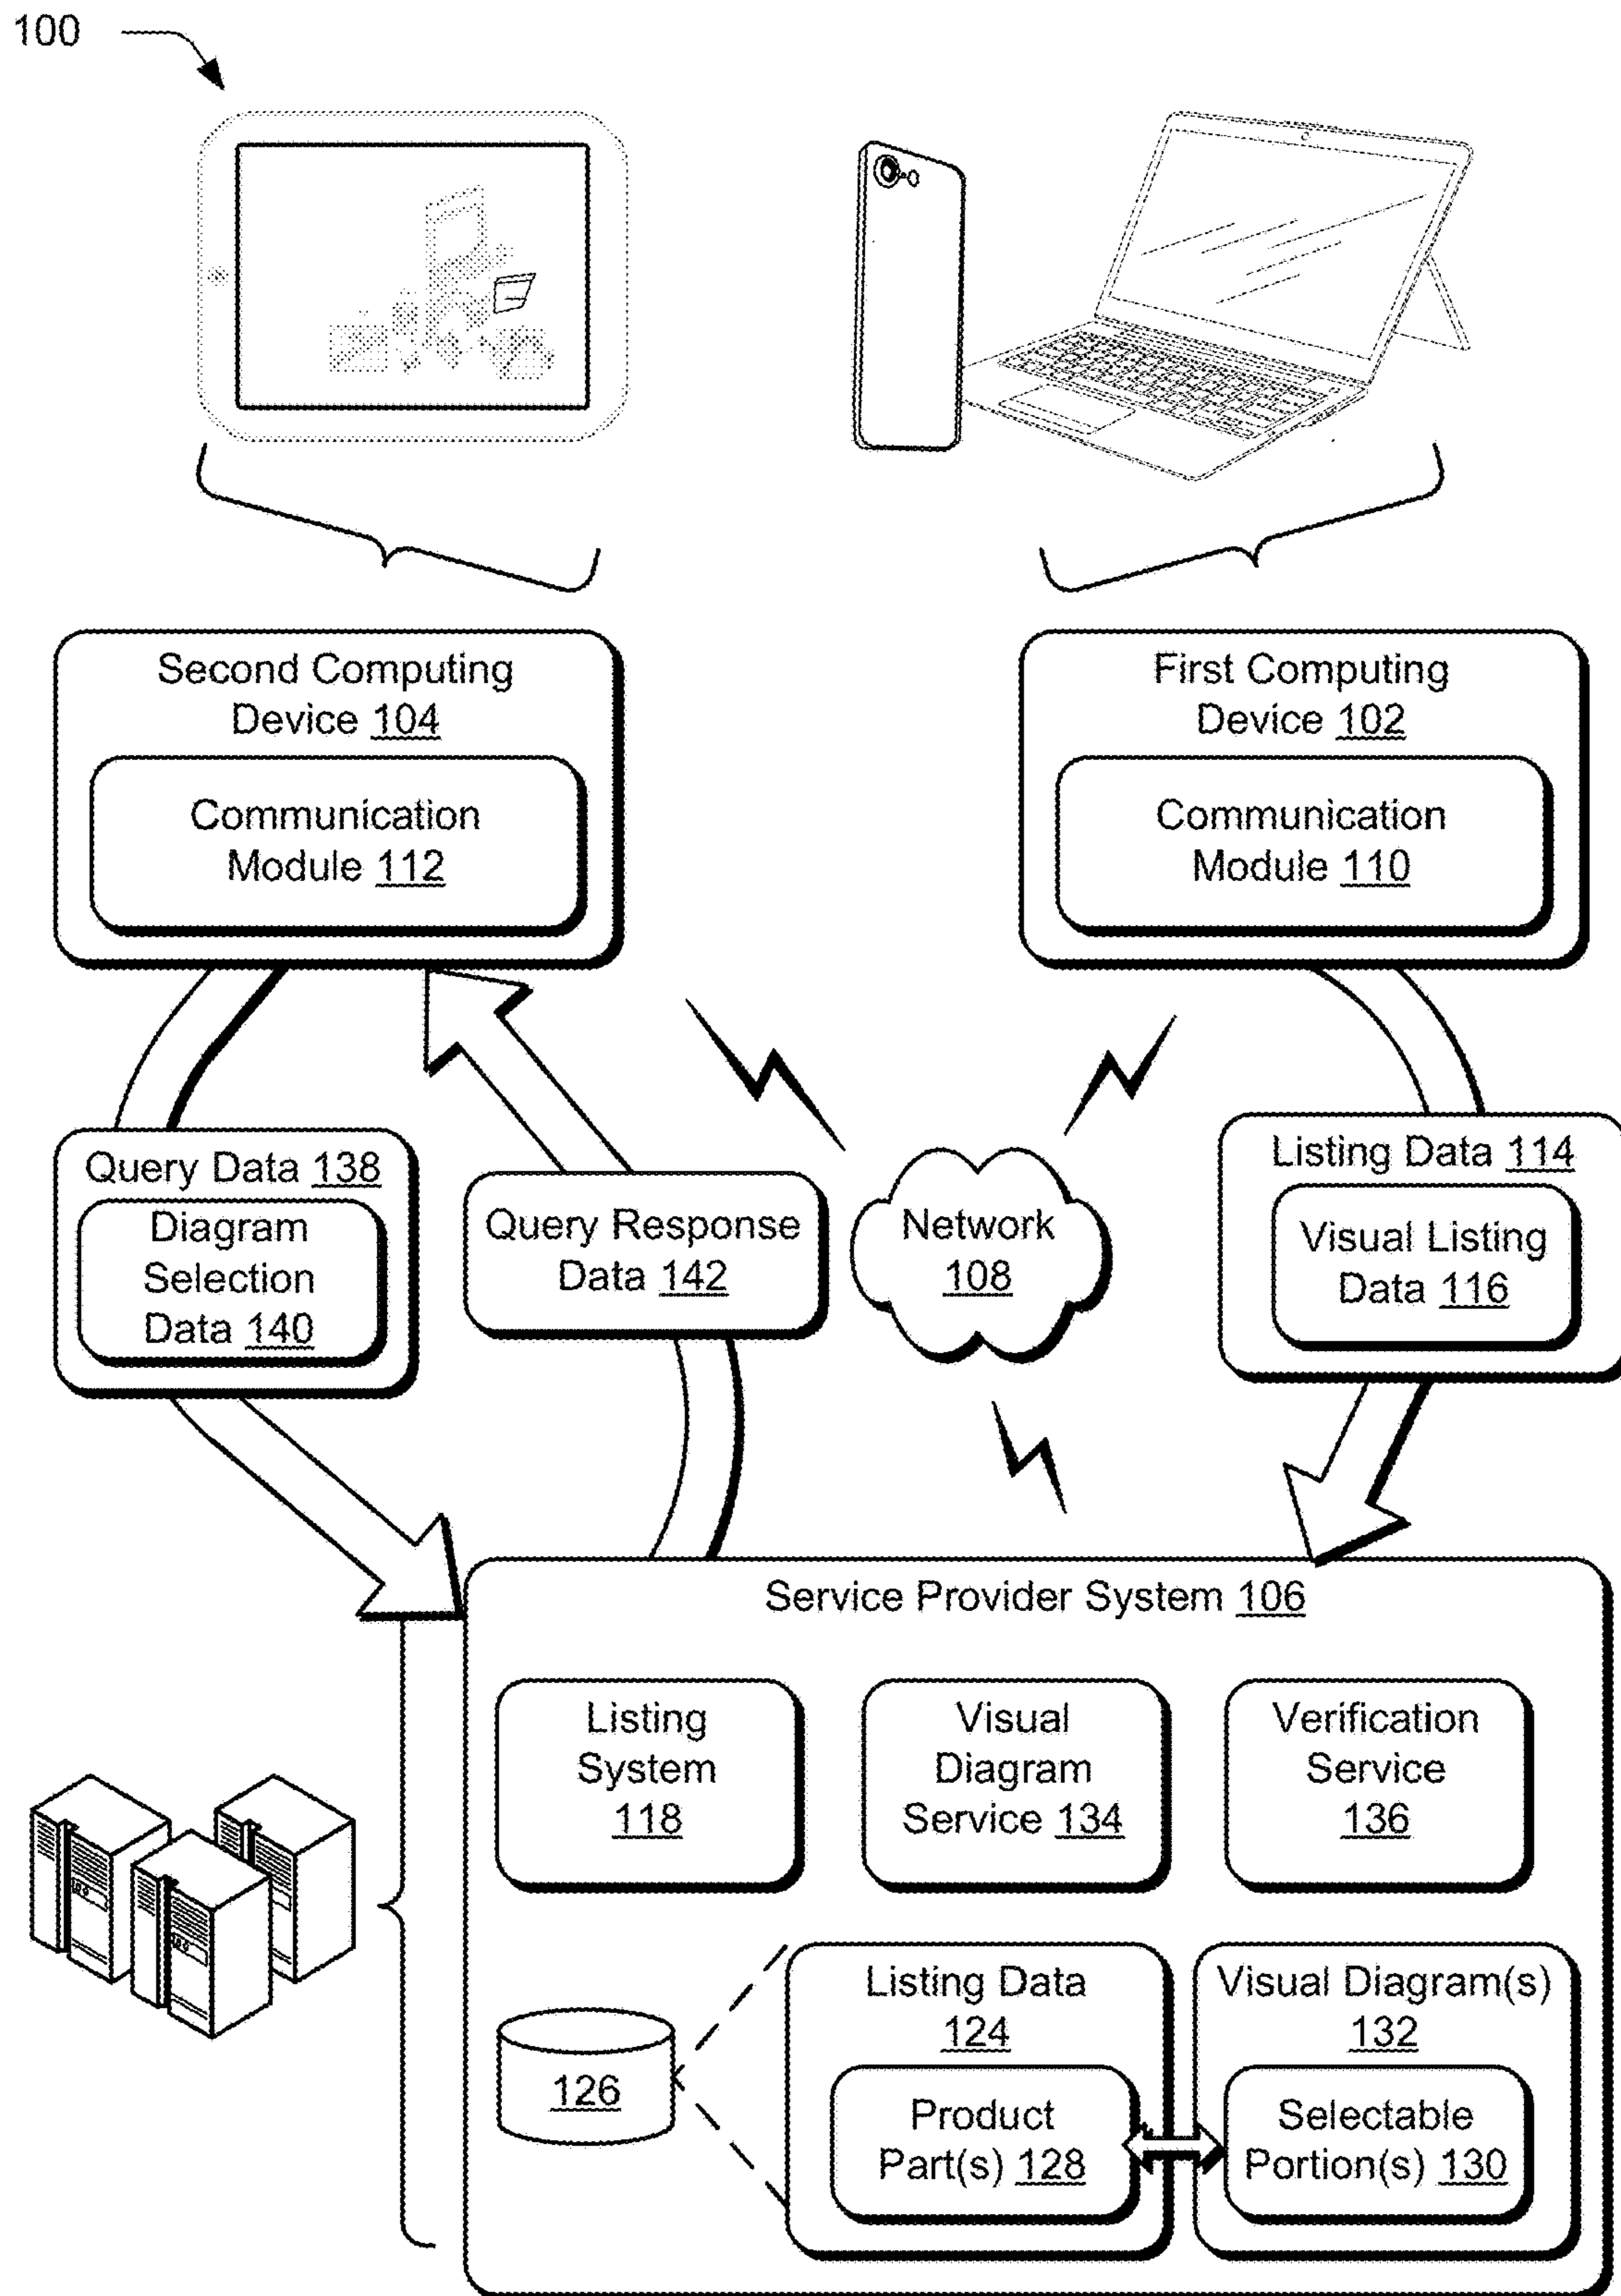 100
Second Computing
Device 104
Communication
Module 112
First Computing
Device 102
Communication
Module 110
Query Data 138
Diagram
Selection
Data 140
Query Response
Data 142
Network
108
Listing Data 114
Visual Listing
Data 116
Service Provider System 106
Listing
System
118
Visual
Diagram
Service 134
Verification
Service
136
126
Listing Data
124
Product
Part(s) 128
Visual Diagram(s)
132
Selectable
Portion(s) 130